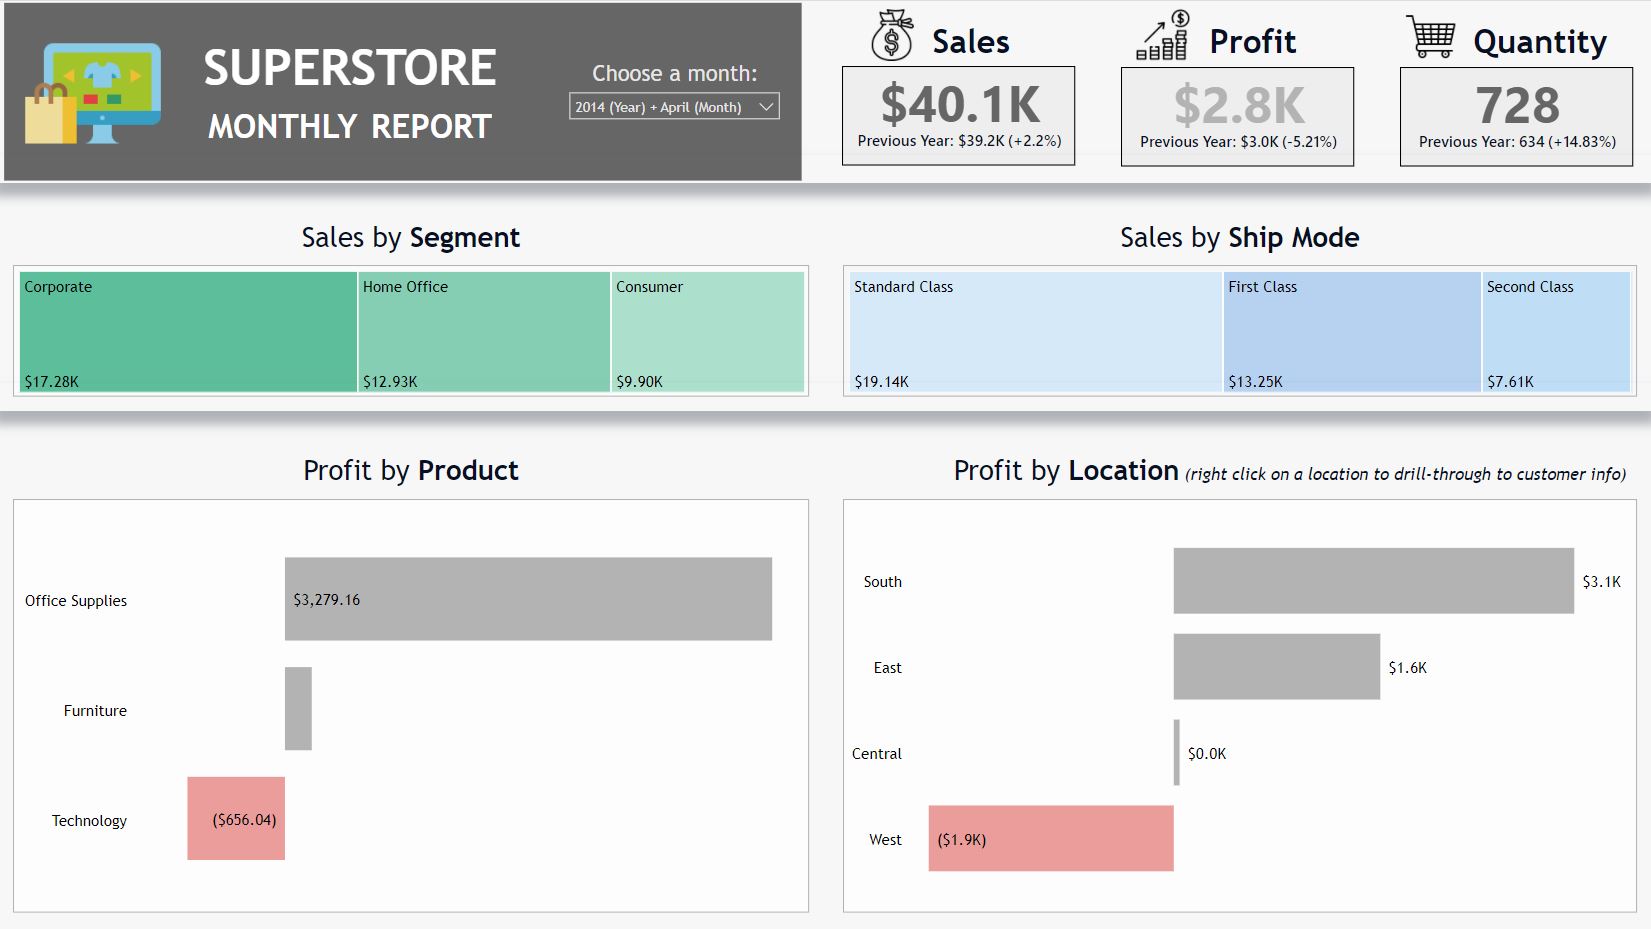 SUPERSTORE
MONTHLY REPORT
Choose a month:
2014 (Year) + April (Month)
Sales
$40.1K
Previous Year: $39.2K (+2.2%)
Profit
$2.8K
Previous Year: $3.0K (-5.21%)
Quantity
728
Previous Year: 634 (+14.83%)
Sales by Segment
Corporate
$17.28K
Home Office
$12.93K
Consumer
$9.90K
Sales by Ship Mode
Standard Class
$19.14K
First Class
$13.25K
Second Class
$7.61K
Profit by Product
Office Supplies
$3,279.16
Furniture
Technology
($656.04)
Profit by Location (right click on a location to drill-through to customer info)
South
$3.1K
East
$1.6K
Central
$0.0K
West
($1.9K)